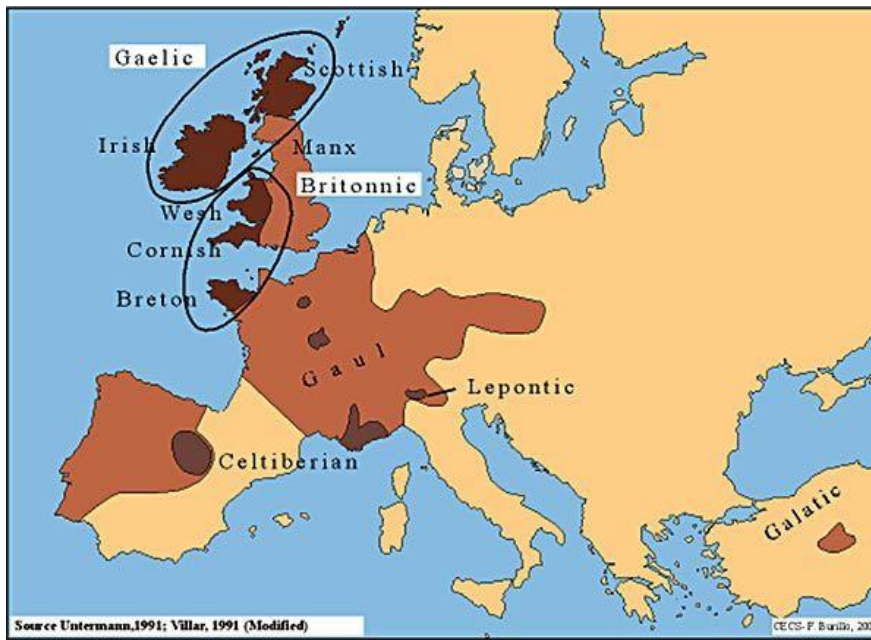 Gaelic
Scottish
Irish
Manx
Britonnic
Wesh
Cornish
Breton
Gaul
Lepontic
Celtiberian
Galatic
Source Untermann,1991; Villar, 1991 (Modified)
CECS-F. Burillo, 200